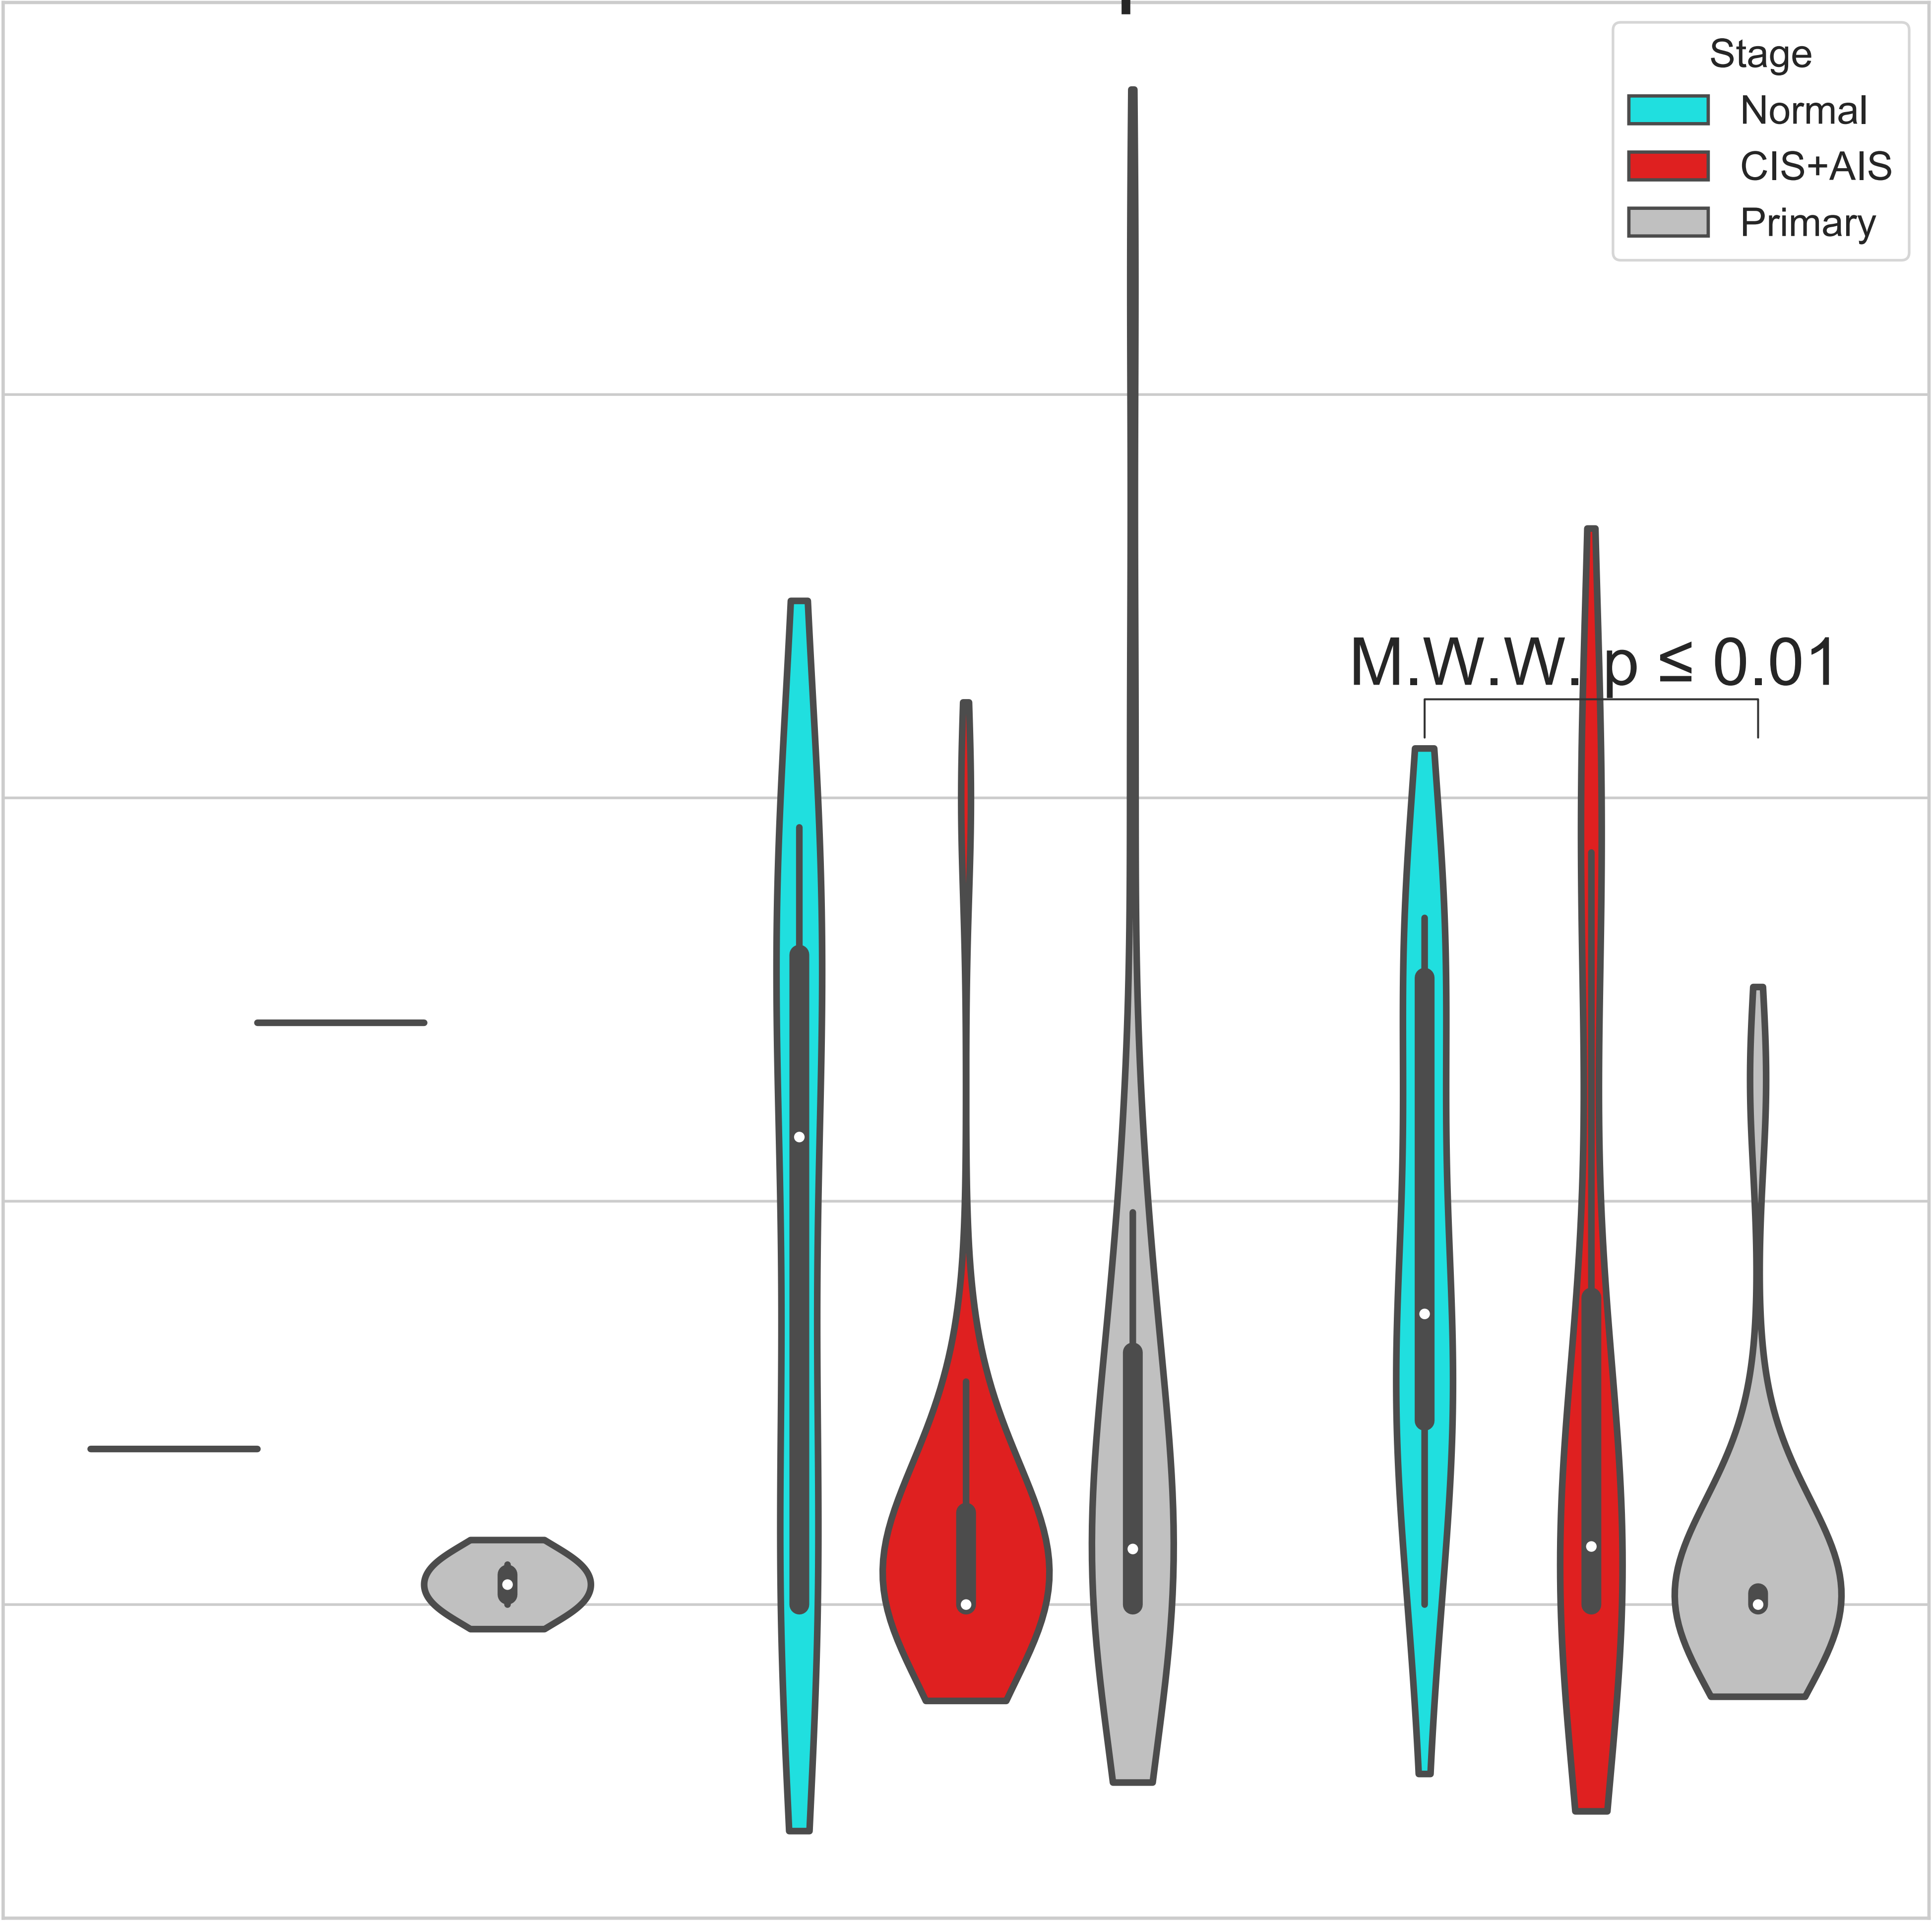 Stage
Normal
CIS+AIS
Primary
M.W.W. p ≤ 0.01